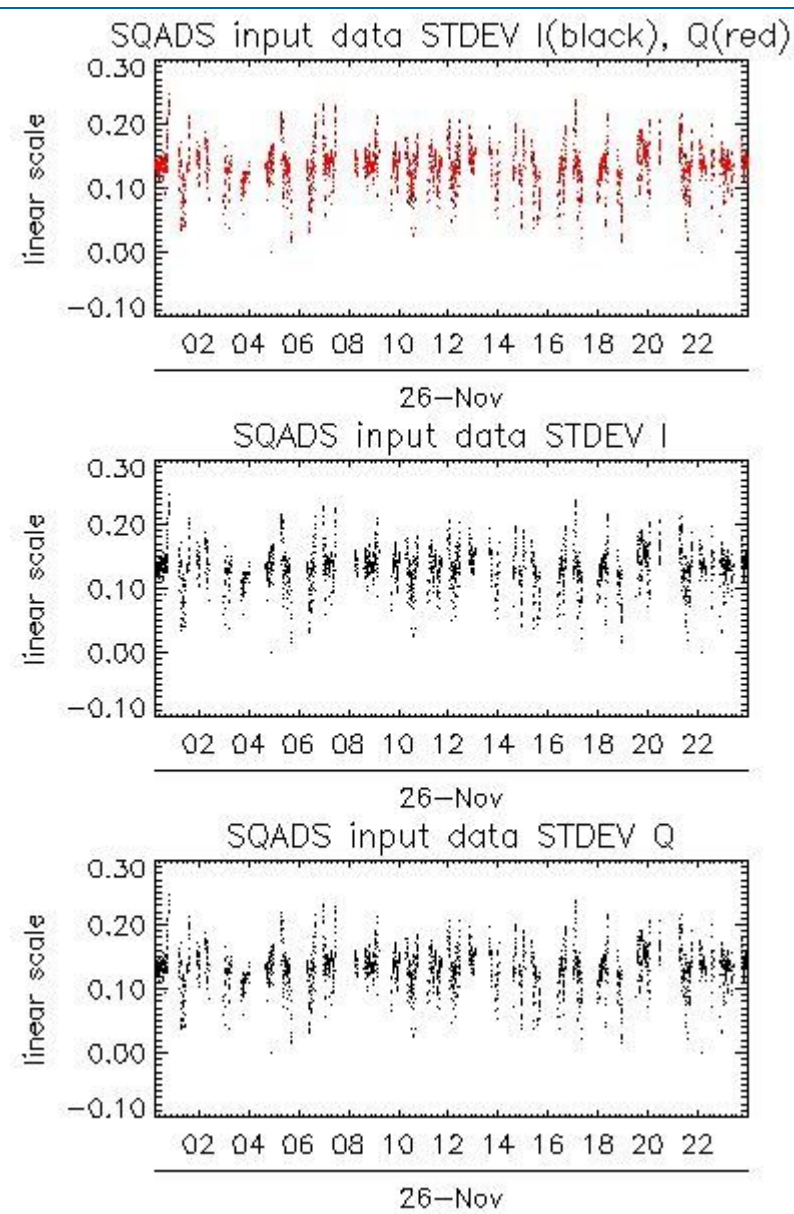 SQADS input data STDEV I(black), Q(red)
0.30
0.20
0.10
0.00
−0.10
linear scale
02 04 06 08 10 12 14 16 18 20 22
26−Nov
SQADS input data STDEV I
0.30
0.20
0.10
0.00
−0.10
linear scale
02 04 06 08 10 12 14 16 18 20 22
26−Nov
SQADS input data STDEV Q
0.30
0.20
0.10
0.00
−0.10
linear scale
02 04 06 08 10 12 14 16 18 20 22
26−Nov